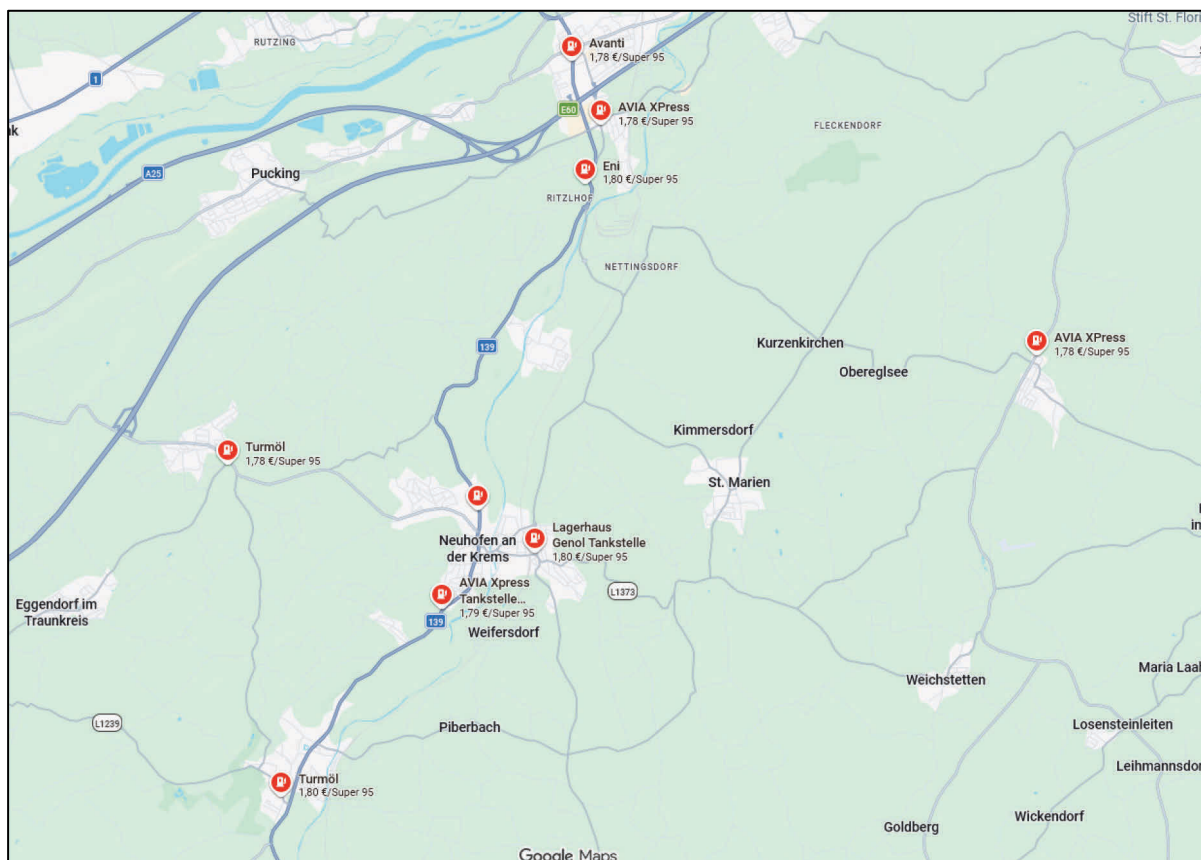 Stift St. Flori
RUTZING
Avanti
1,78 €/Super 95
1
E60
AVIA XPress
1,78 €/Super 95
FLECKENDORF
nk
A25
Pucking
Eni
1,80 €/Super 95
RITZLHOF
NETTINGSDORF
139
Kurzenkirchen
AVIA XPress
1,78 €/Super 95
Obereglsee
Kimmersdorf
Turmöl
1,78 €/Super 95
St. Marien
Neuhofen an
der Krems
Lagerhaus
Genol Tankstelle
1,80 €/Super 95
in
AVIA Xpress
Tankstelle...
1,79 €/Super 95
L1373
Eggendorf im
Traunkreis
139
Weifersdorf
Maria Laal
Weichstetten
L1239
Piberbach
Losensteinleiten
Turmöl
1,80 €/Super 95
Leihmannsdor
Wickendorf
Goldberg
Google Maps